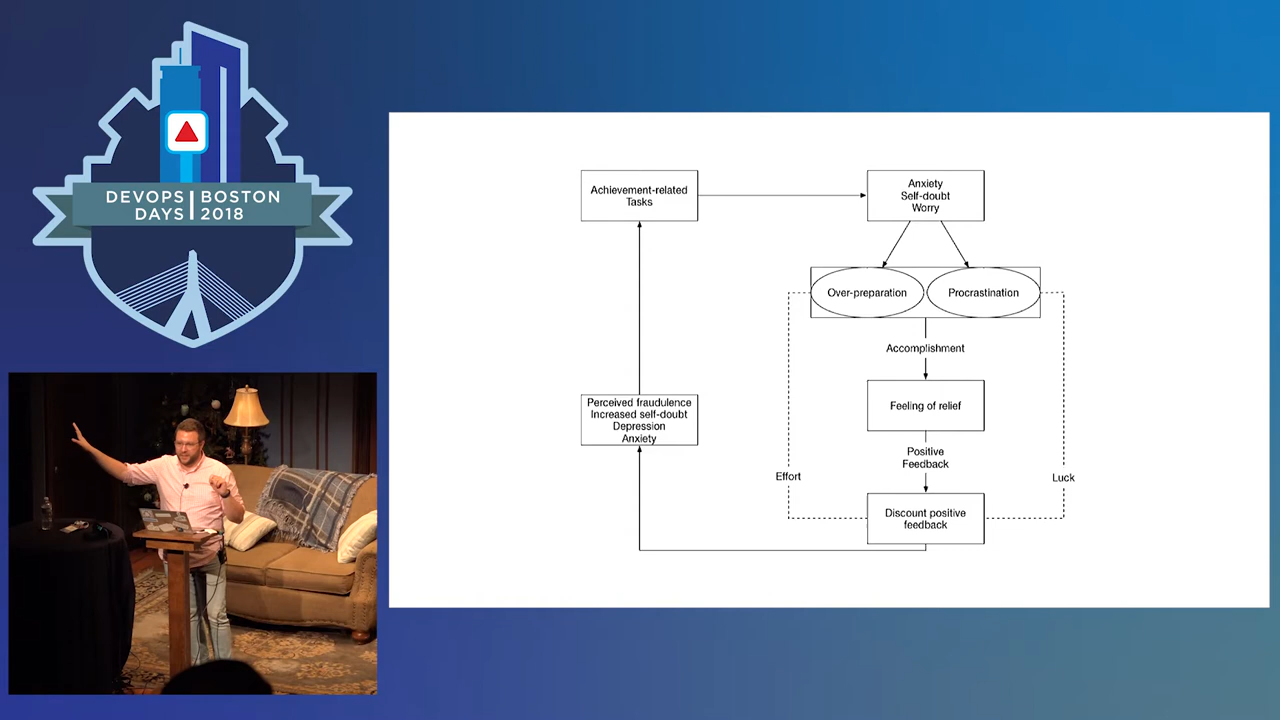 DEVOPS BOSTON
DAYS 2018
Achievement-related
Tasks
Anxiety
Self-doubt
Worry
Over-preparation
Procrastination
Accomplishment
Perceived fraudulence
Increased self-doubt
Depression
Anxiety
Feeling of relief
Positive
Feedback
Effort
Luck
Discount positive
feedback